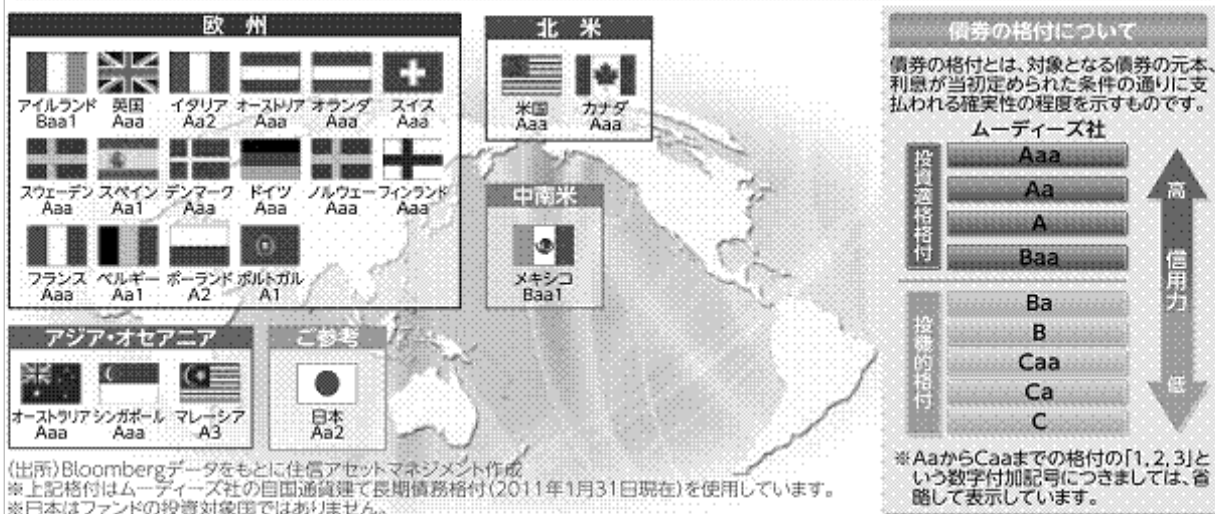 欧 州
アイルランド 英国 イタリア オーストリア オランダ スイス
Baa1 Aaa Aa2 Aaa Aaa Aaa
スウェーデン スペイン デンマーク ドイツ ノルウェー フィンランド
Aaa Aa1 Aaa Aaa Aaa Aaa
フランス ベルギー ポーランド ポルトガル
Aaa Aa1 A2 A1
北 米
米国 カナダ
Aaa Aaa
中南米
メキシコ
Baa1
アジア・オセアニア
オーストラリア シンガポール マレーシア
Aaa Aaa A3
ご参考
日本
Aa2
(出所)Bloombergデータをもとに住信アセットマネジメント作成
※上記格付はムーディーズ社の自国通貨建て長期債務格付(2011年1月31日現在)を使用しています。
※日本はファンドの投資対象国ではありません。
債券の格付について
債券の格付とは、対象となる債券の元本、
利息が当初定められた条件の通りに支
払われる確実性の程度を示すものです。
ムーディーズ社
投資適格格付
Aaa
Aa
A
Baa
投機的格付
Ba
B
Caa
Ca
C
高
信用力
低
※AaからCaaまでの格付の「1,2,3」と
いう数字付加記号につきましては、省
略して表示しています。